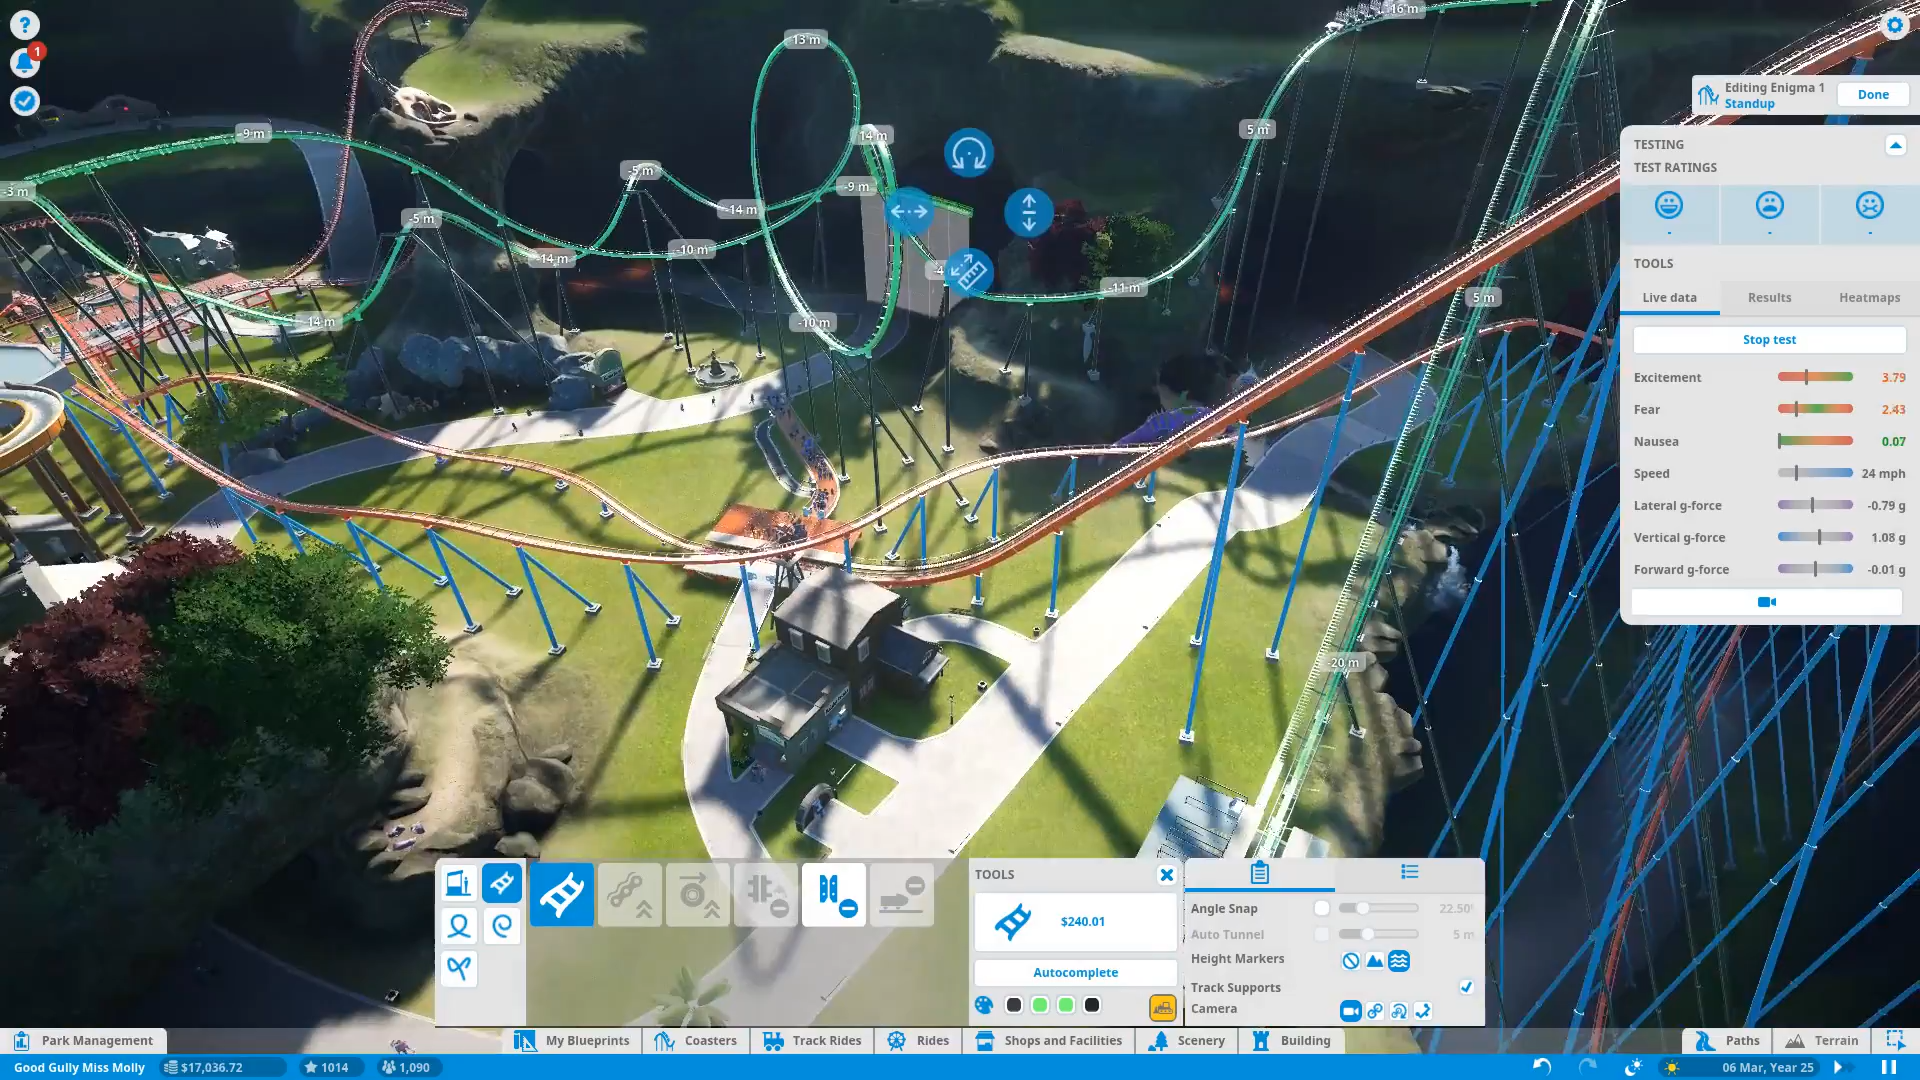 ?
1
16 m
13 m
14 m
-9 m
5 m
-5 m
-9 m
-3 m
-14 m
-5 m
-10 m
-14 m
-11 m
5 m
-14 m
-10 m
-20 m
Editing Enigma 1
Standup
Done
TESTING
TEST RATINGS
- - -
TOOLS
Live data Results Heatmaps
Stop test
Excitement 3.79
Fear 2.43
Nausea 0.07
Speed 24 mph
Lateral g-force -0.79 g
Vertical g-force 1.08 g
Forward g-force -0.01 g
TOOLS
$240.01
Autocomplete
Angle Snap 22.50°
Auto Tunnel 5 m
Height Markers
Track Supports
Camera
Park Management
My Blueprints
Coasters
Track Rides
Rides
Shops and Facilities
Scenery
Building
Paths
Terrain
Good Gully Miss Molly $17,036.72 1014 1,090
06 Mar, Year 25